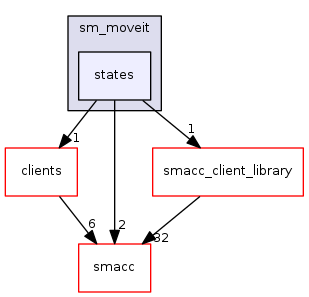 sm_moveit
states
1
1
clients
smacc_client_library
6
2
32
smacc